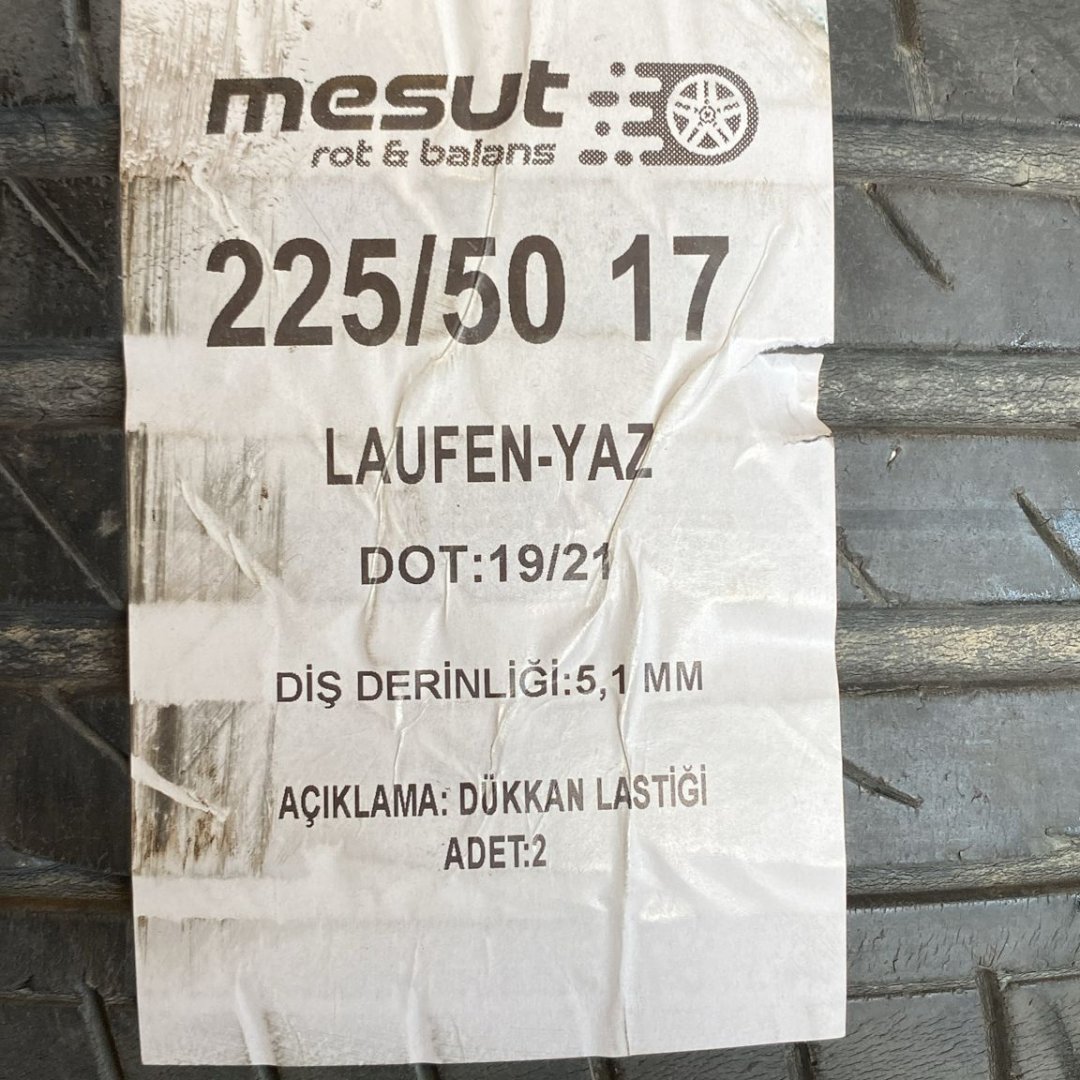 mesut
rot & balans
225/50 17
LAUFEN-YAZ
DOT:19/21
DİŞ DERİNLİĞİ:5,1 MM
AÇIKLAMA: DÜKKAN LASTİĞİ
ADET:2